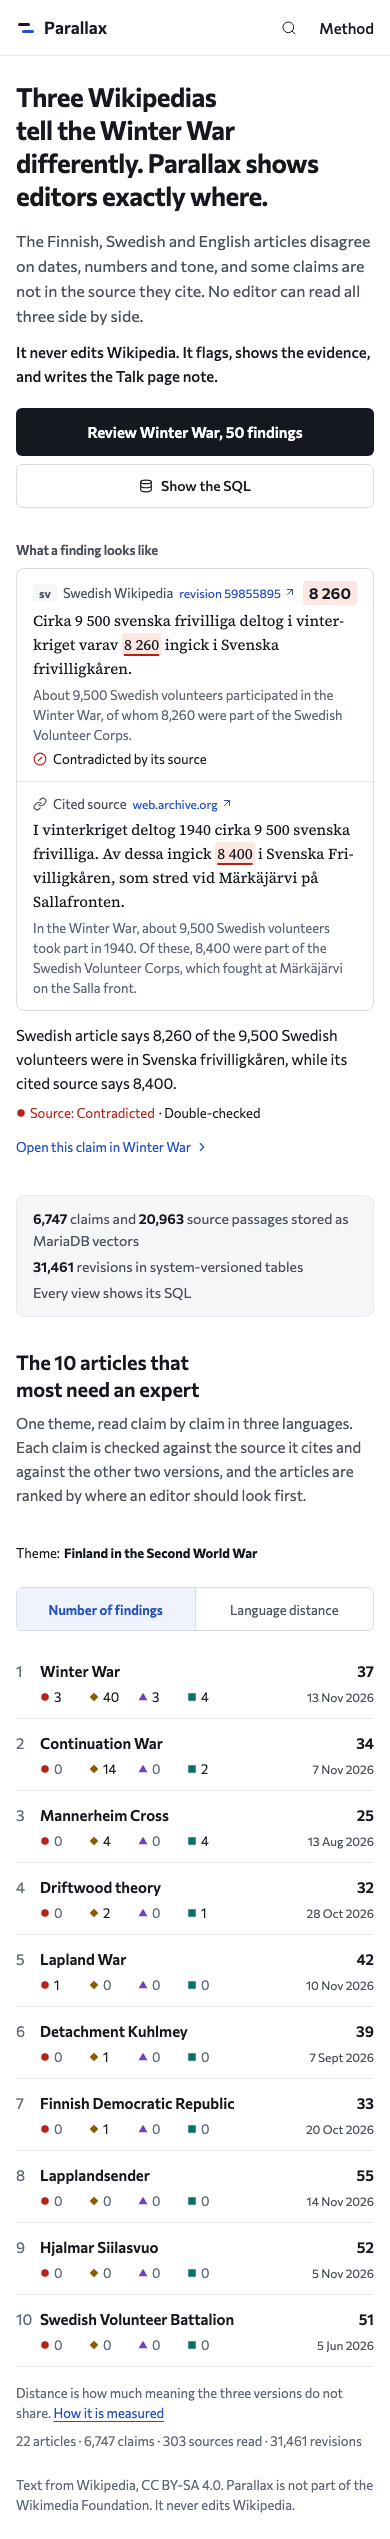 Parallax
Method
Three Wikipedias
tell the Winter War
differently. Parallax shows
editors exactly where.
The Finnish, Swedish and English articles disagree
on dates, numbers and tone, and some claims are
not in the source they cite. No editor can read all
three side by side.
It never edits Wikipedia. It flags, shows the evidence,
and writes the Talk page note.
Review Winter War, 50 findings
Show the SQL
What a finding looks like
sv Swedish Wikipedia revision 59855895 8 260
Cirka 9 500 svenska frivilliga deltog i vinter-
kriget varav 8 260 ingick i Svenska
frivilligkåren.
About 9,500 Swedish volunteers participated in the
Winter War, of whom 8,260 were part of the Swedish
Volunteer Corps.
Contradicted by its source
Cited source web.archive.org
I vinterkriget deltog 1940 cirka 9 500 svenska
frivilliga. Av dessa ingick 8 400 i Svenska Fri-
villigkåren, som stred vid Märkäjärvi på
Sallafronten.
In the Winter War, about 9,500 Swedish volunteers
took part in 1940. Of these, 8,400 were part of the
Swedish Volunteer Corps, which fought at Märkäjärvi
on the Salla front.
Swedish article says 8,260 of the 9,500 Swedish
volunteers were in Svenska frivilligkåren, while its
cited source says 8,400.
Source: Contradicted · Double-checked
Open this claim in Winter War
6,747 claims and 20,963 source passages stored as
MariaDB vectors
31,461 revisions in system-versioned tables
Every view shows its SQL
The 10 articles that
most need an expert
One theme, read claim by claim in three languages.
Each claim is checked against the source it cites and
against the other two versions, and the articles are
ranked by where an editor should look first.
Theme: Finland in the Second World War
Number of findings
Language distance
1 Winter War 37
3 40 3 4 13 Nov 2026
2 Continuation War 34
0 14 0 2 7 Nov 2026
3 Mannerheim Cross 25
0 4 0 4 13 Aug 2026
4 Driftwood theory 32
0 2 0 1 28 Oct 2026
5 Lapland War 42
1 0 0 0 10 Nov 2026
6 Detachment Kuhlmey 39
0 1 0 0 7 Sept 2026
7 Finnish Democratic Republic 33
0 1 0 0 20 Oct 2026
8 Lapplandsender 55
0 0 0 0 14 Nov 2026
9 Hjalmar Siilasvuo 52
0 0 0 0 5 Nov 2026
10 Swedish Volunteer Battalion 51
0 0 0 0 5 Jun 2026
Distance is how much meaning the three versions do not
share. How it is measured
22 articles · 6,747 claims · 303 sources read · 31,461 revisions
Text from Wikipedia, CC BY-SA 4.0. Parallax is not part of the
Wikimedia Foundation. It never edits Wikipedia.